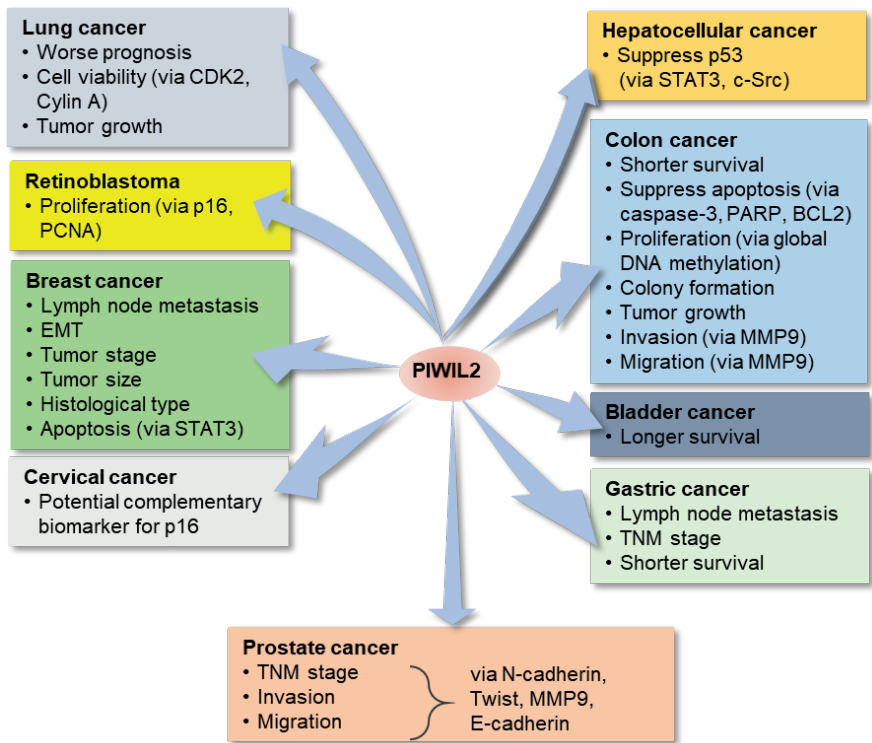 Lung cancer
• Worse prognosis
• Cell viability (via CDK2,
Cylin A)
• Tumor growth
Retinoblastoma
• Proliferation (via p16,
PCNA)
Breast cancer
• Lymph node metastasis
• EMT
• Tumor stage
• Tumor size
• Histological type
• Apoptosis (via STAT3)
Cervical cancer
• Potential complementary
biomarker for p16
PIWIL2
Hepatocellular cancer
• Suppress p53
(via STAT3, c-Src)
Colon cancer
• Shorter survival
• Suppress apoptosis (via
caspase-3, PARP, BCL2)
• Proliferation (via global
DNA methylation)
• Colony formation
• Tumor growth
• Invasion (via MMP9)
• Migration (via MMP9)
Bladder cancer
• Longer survival
Gastric cancer
• Lymph node metastasis
• TNM stage
• Shorter survival
Prostate cancer
• TNM stage
• Invasion
• Migration
via N-cadherin,
Twist, MMP9,
E-cadherin